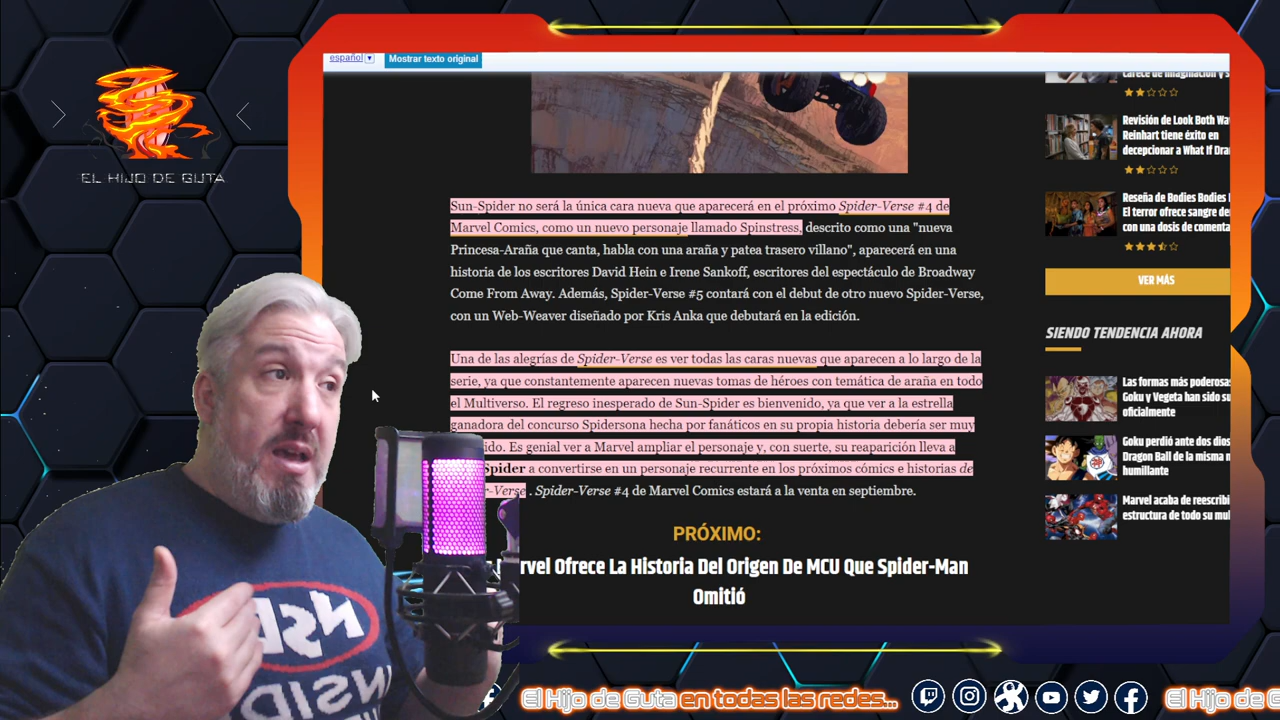 español
Mostrar texto original
EL HIJO DE GUTA
Sun-Spider no será la única cara nueva que aparecerá en el próximo Spider-Verse #4 de
Marvel Comics, como un nuevo personaje llamado Spinstress, descrito como una "nueva
Princesa-Araña que canta, habla con una araña y patea trasero villano", aparecerá en una
historia de los escritores David Hein e Irene Sankoff, escritores del espectáculo de Broadway
Come From Away. Además, Spider-Verse #5 contará con el debut de otro nuevo Spider-Verse,
con un Web-Weaver diseñado por Kris Anka que debutará en la edición.
Una de las alegrías de Spider-Verse es ver todas las caras nuevas que aparecen a lo largo de la
serie, ya que constantemente aparecen nuevas tomas de héroes con temática de araña en todo
el Multiverso. El regreso inesperado de Sun-Spider es bienvenido, ya que ver a la estrella
ganadora del concurso Spidersona hecha por fanáticos en su propia historia debería ser muy
Es genial ver a Marvel ampliar el personaje y, con suerte, su reaparición lleva a
Spider a convertirse en un personaje recurrente en los próximos cómics e historias de
. Spider-Verse #4 de Marvel Comics estará a la venta en septiembre.
PRÓXIMO:
Ofrece La Historia Del Origen De MCU Que Spider-Man
Omitió
carece de imaginación y
Revisión de Look Both
Reinhart tiene éxito en
decepcionar a What If
Reseña de Bodies Bodies
El terror ofrece sangre
con una dosis de
VER MÁS
SIENDO TENDENCIA AHORA
Las formas más
Goku y Vegeta han sido
oficialmente
Goku perdió ante dos
Dragon Ball de la misma
humillante
Marvel acaba de
estructura de todo su
INSIDE
El Hijo de Guta en todas las redes...
El Hijo de